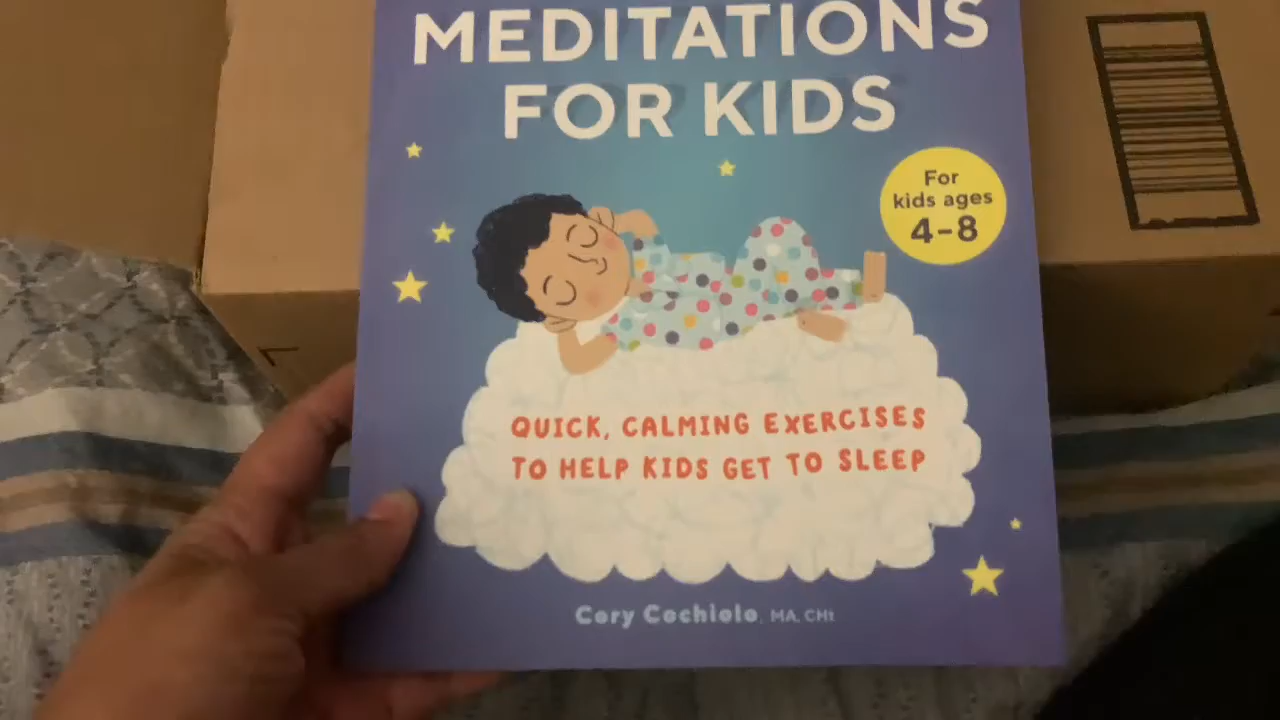 MEDITATIONS
FOR KIDS
For
kids ages
4-8
QUICK, CALMING EXERCISES
TO HELP KIDS GET TO SLEEP
Cory Cochiolo, MA, CHt